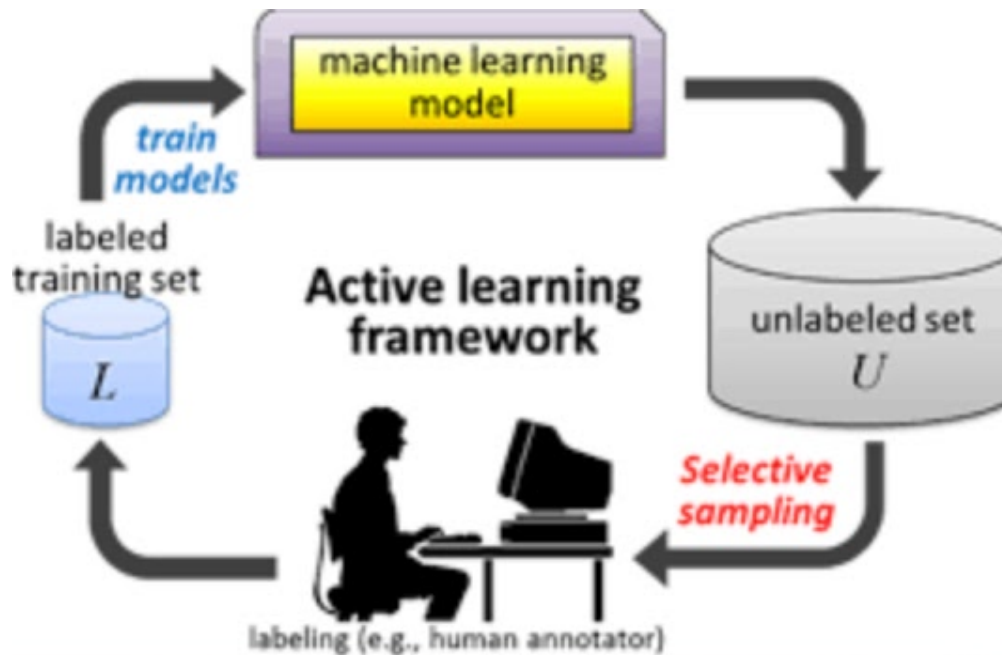 machine learning
model
train
models
labeled
training set
L
Active learning
framework
unlabeled set
U
Selective
sampling
labeling (e.g., human annotator)